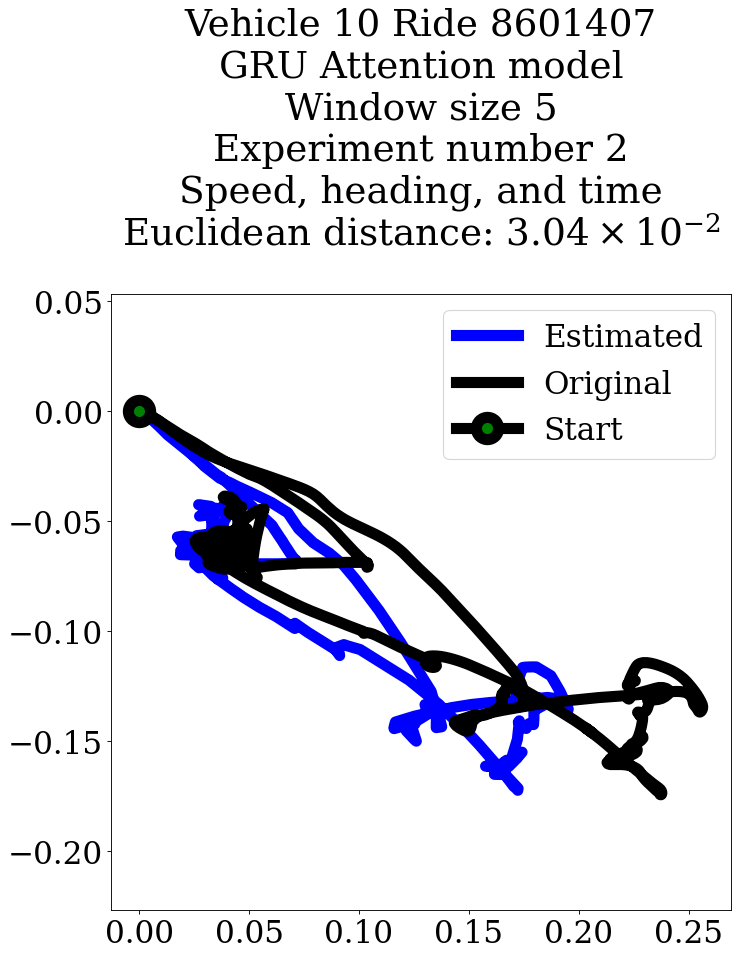 Vehicle 10 Ride 8601407
GRU Attention model
Window size 5
Experiment number 2
Speed, heading, and time
Euclidean distance: 3.04 × 10⁻²
Estimated
Original
Start
0.05
0.00
−0.05
−0.10
−0.15
−0.20
0.00 0.05 0.10 0.15 0.20 0.25